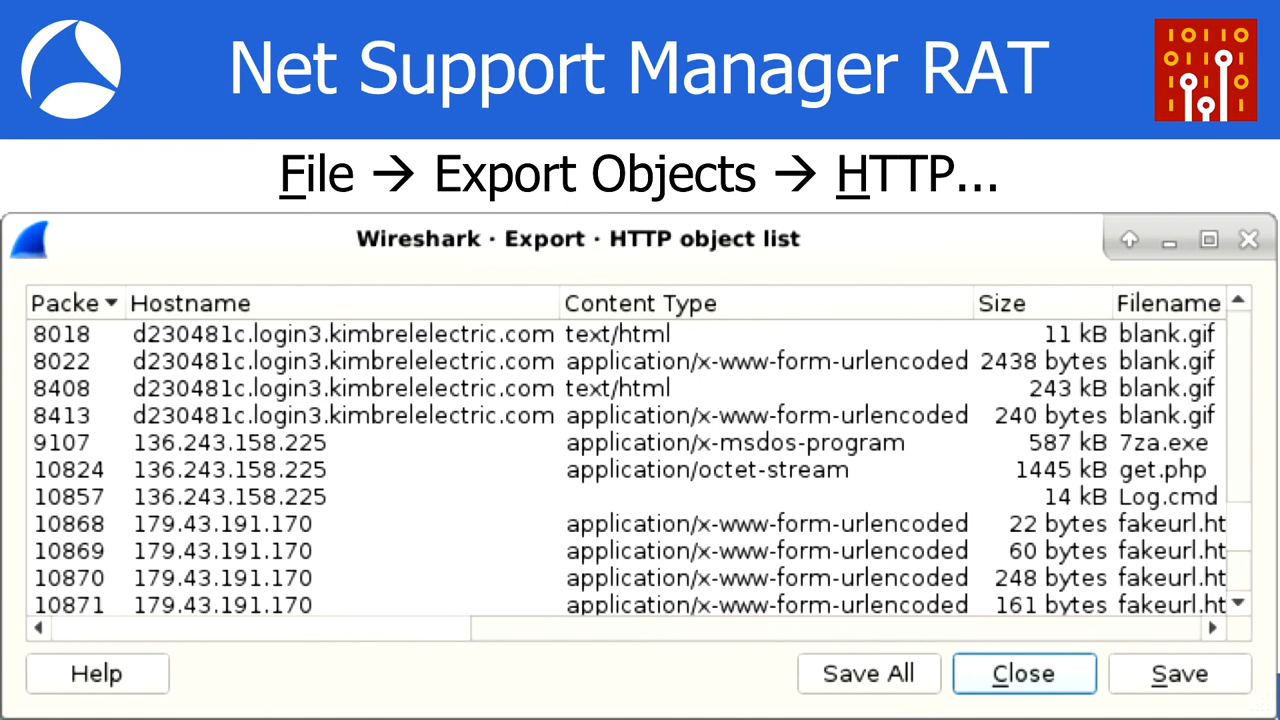 Net Support Manager RAT
File → Export Objects → HTTP...
Wireshark · Export · HTTP object list
Packe Hostname Content Type Size Filename
8018 d230481c.login3.kimbrelelectric.com text/html 11 kB blank.gif
8022 d230481c.login3.kimbrelelectric.com application/x-www-form-urlencoded 2438 bytes blank.gif
8408 d230481c.login3.kimbrelelectric.com text/html 243 kB blank.gif
8413 d230481c.login3.kimbrelelectric.com application/x-www-form-urlencoded 240 bytes blank.gif
9107 136.243.158.225 application/x-msdos-program 587 kB 7za.exe
10824 136.243.158.225 application/octet-stream 1445 kB get.php
10857 136.243.158.225 14 kB Log.cmd
10868 179.43.191.170 application/x-www-form-urlencoded 22 bytes fakeurl.ht
10869 179.43.191.170 application/x-www-form-urlencoded 60 bytes fakeurl.ht
10870 179.43.191.170 application/x-www-form-urlencoded 248 bytes fakeurl.ht
10871 179.43.191.170 application/x-www-form-urlencoded 161 bytes fakeurl.ht
Help Save All Close Save